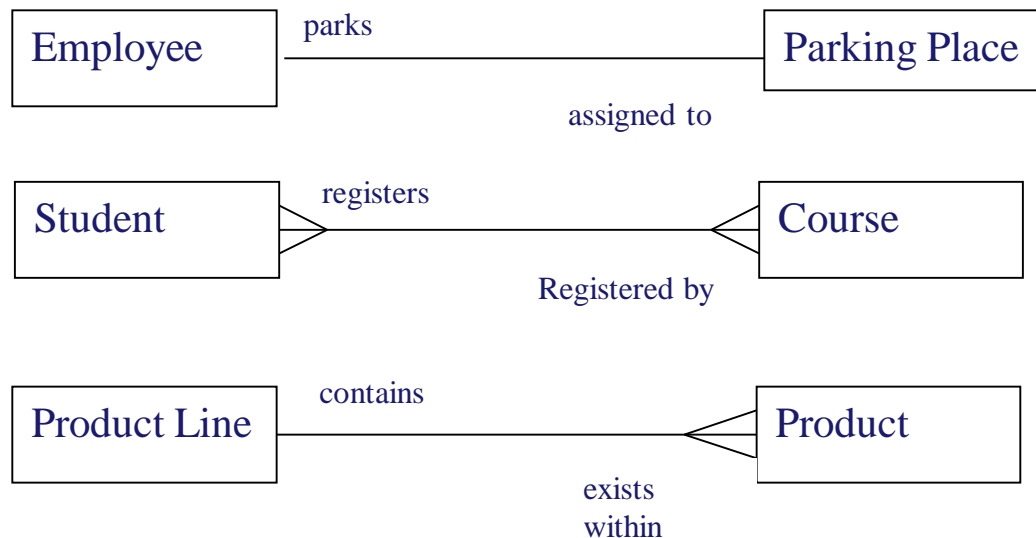 Employee
parks
Parking Place
assigned to
Student
registers
Course
Registered by
Product Line
contains
Product
exists
within